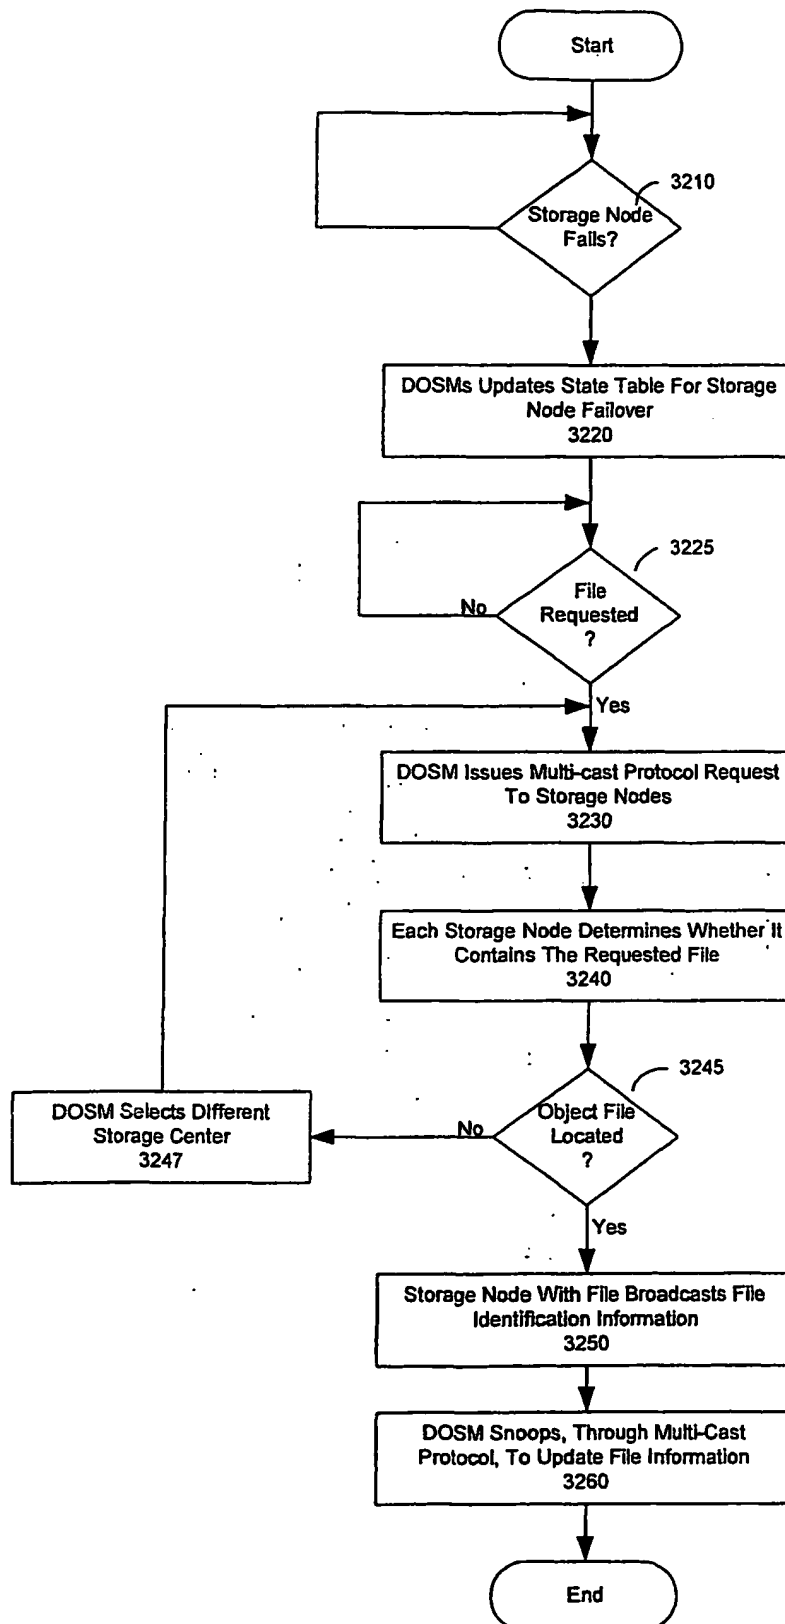 Start
3210
Storage Node
Fails?
DOSMs Updates State Table For Storage
Node Failover
3220
3225
File
Requested
?
No
Yes
DOSM Issues Multi-cast Protocol Request
To Storage Nodes
3230
Each Storage Node Determines Whether It
Contains The Requested File
3240
3245
Object File
Located
?
No
DOSM Selects Different
Storage Center
3247
Yes
Storage Node With File Broadcasts File
Identification Information
3250
DOSM Snoops, Through Multi-Cast
Protocol, To Update File Information
3260
End